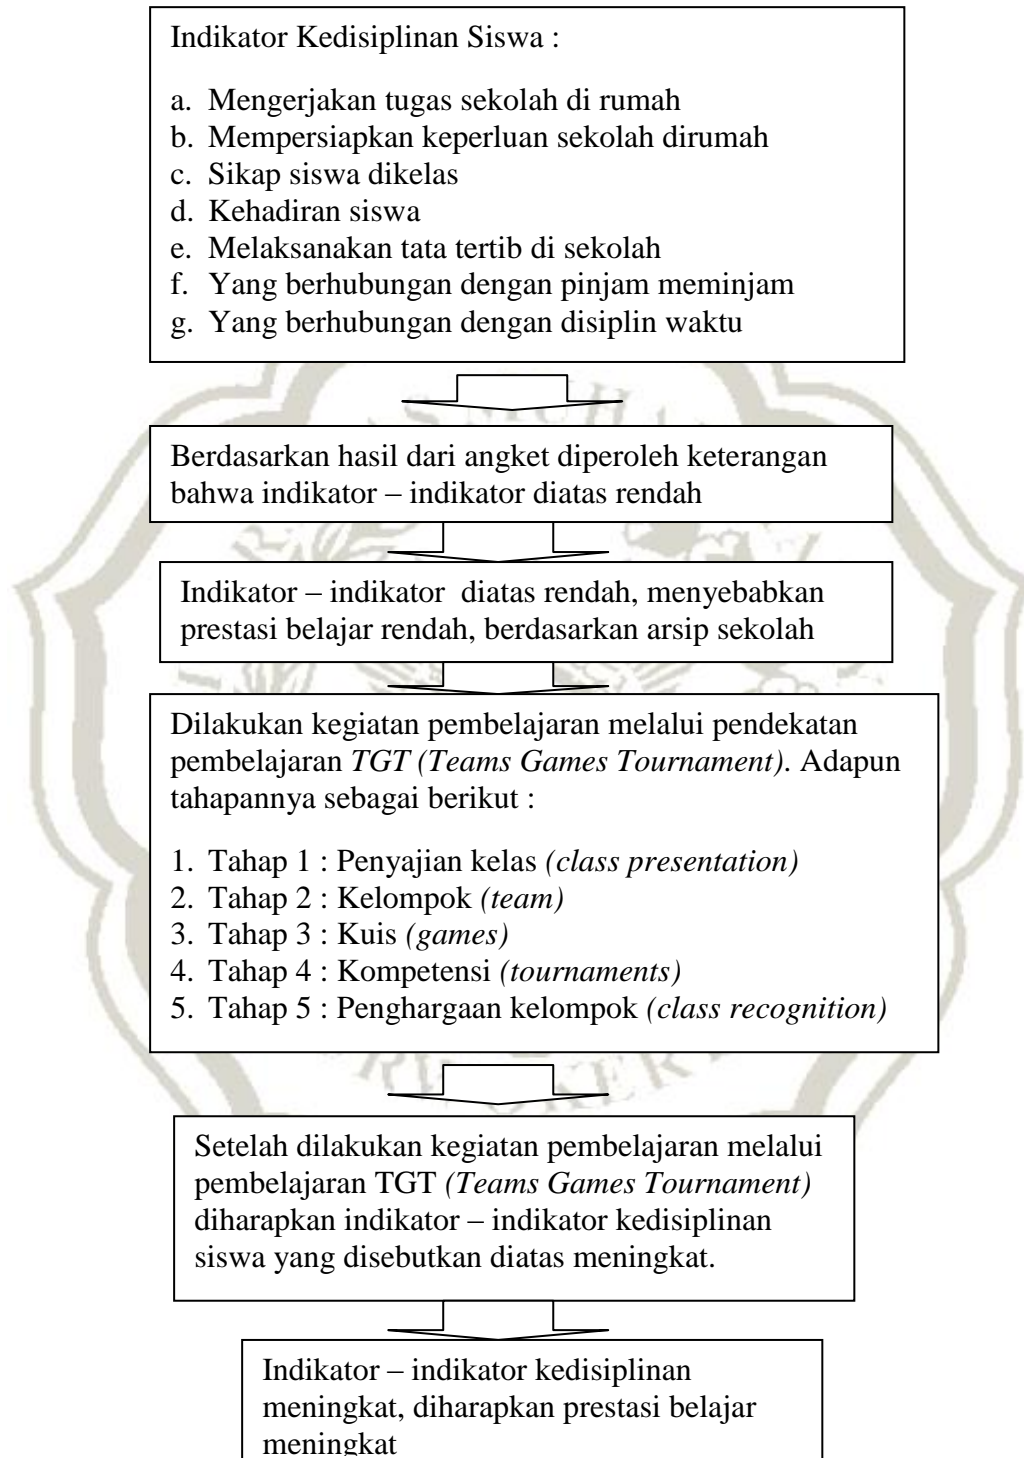 Indikator Kedisiplinan Siswa :
a. Mengerjakan tugas sekolah di rumah
b. Mempersiapkan keperluan sekolah dirumah
c. Sikap siswa dikelas
d. Kehadiran siswa
e. Melaksanakan tata tertib di sekolah
f. Yang berhubungan dengan pinjam meminjam
g. Yang berhubungan dengan disiplin waktu
Berdasarkan hasil dari angket diperoleh keterangan
bahwa indikator – indikator diatas rendah
Indikator – indikator diatas rendah, menyebabkan
prestasi belajar rendah, berdasarkan arsip sekolah
Dilakukan kegiatan pembelajaran melalui pendekatan
pembelajaran TGT (Teams Games Tournament). Adapun
tahapannya sebagai berikut :
1. Tahap 1 : Penyajian kelas (class presentation)
2. Tahap 2 : Kelompok (team)
3. Tahap 3 : Kuis (games)
4. Tahap 4 : Kompetensi (tournaments)
5. Tahap 5 : Penghargaan kelompok (class recognition)
Setelah dilakukan kegiatan pembelajaran melalui
pembelajaran TGT (Teams Games Tournament)
diharapkan indikator – indikator kedisiplinan
siswa yang disebutkan diatas meningkat.
Indikator – indikator kedisiplinan
meningkat, diharapkan prestasi belajar
meningkat